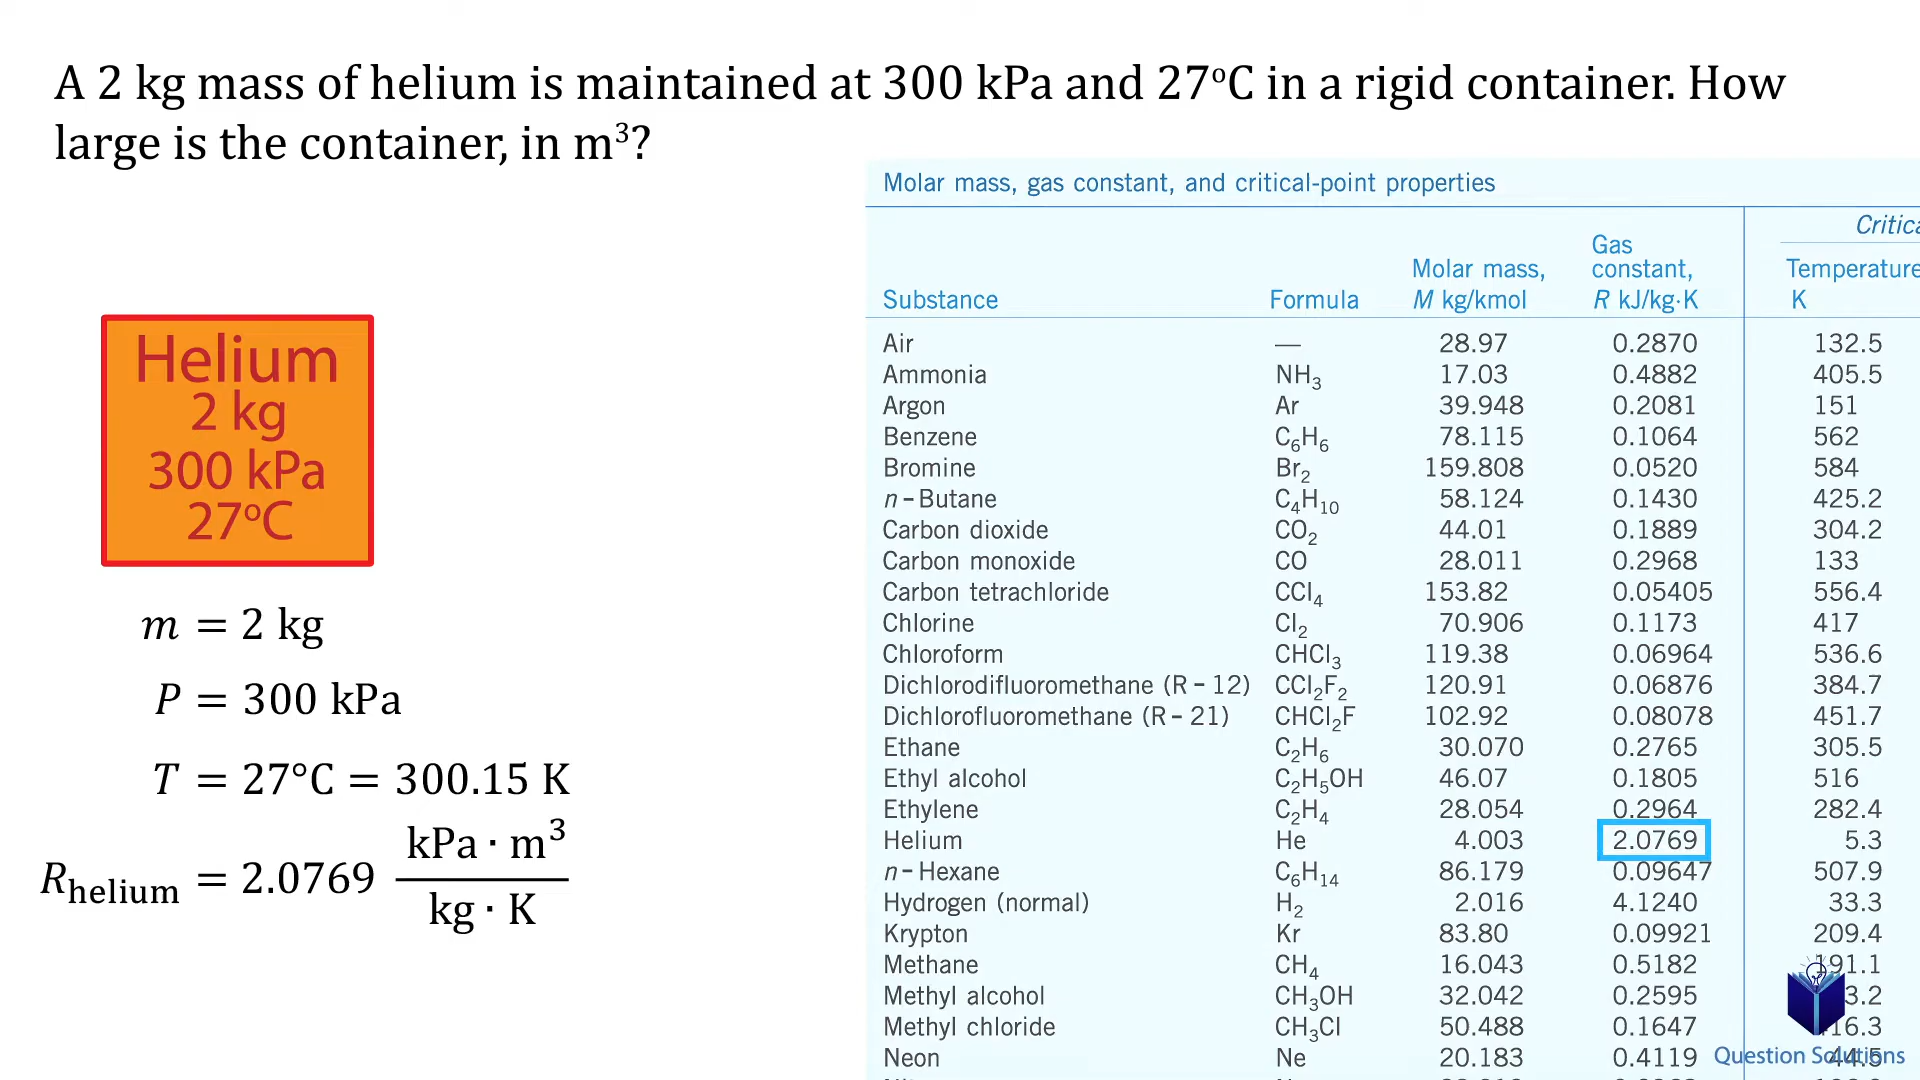 A 2 kg mass of helium is maintained at 300 kPa and 27ºC in a rigid container. How
large is the container, in m³?
Helium
2 kg
300 kPa
27ºC
m = 2 kg
P = 300 kPa
T = 27°C = 300.15 K
R_helium = 2.0769 kPa · m³ / kg · K
Molar mass, gas constant, and critical-point properties
Substance Formula Molar mass, M kg/kmol Gas constant, R kJ/kg·K Temperature K
Air — 28.97 0.2870 132.5
Ammonia NH₃ 17.03 0.4882 405.5
Argon Ar 39.948 0.2081 151
Benzene C₆H₆ 78.115 0.1064 562
Bromine Br₂ 159.808 0.0520 584
n-Butane C₄H₁₀ 58.124 0.1430 425.2
Carbon dioxide CO₂ 44.01 0.1889 304.2
Carbon monoxide CO 28.011 0.2968 133
Carbon tetrachloride CCl₄ 153.82 0.05405 556.4
Chlorine Cl₂ 70.906 0.1173 417
Chloroform CHCl₃ 119.38 0.06964 536.6
Dichlorodifluoromethane (R-12) CCl₂F₂ 120.91 0.06876 384.7
Dichlorofluoromethane (R-21) CHCl₂F 102.92 0.08078 451.7
Ethane C₂H₆ 30.070 0.2765 305.5
Ethyl alcohol C₂H₅OH 46.07 0.1805 516
Ethylene C₂H₄ 28.054 0.2964 282.4
Helium He 4.003 2.0769 5.3
n-Hexane C₆H₁₄ 86.179 0.09647 507.9
Hydrogen (normal) H₂ 2.016 4.1240 33.3
Krypton Kr 83.80 0.09921 209.4
Methane CH₄ 16.043 0.5182 191.1
Methyl alcohol CH₃OH 32.042 0.2595
Methyl chloride CH₃Cl 50.488 0.1647
Neon Ne 20.183 0.4119 44.5
Question Solutions